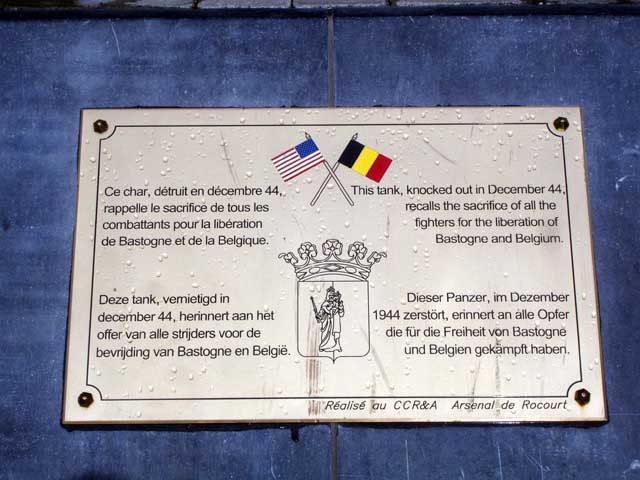 Ce char, détruit en décembre 44,
rappelle le sacrifice de tous les
combattants pour la libération
de Bastogne et de la Belgique.
This tank, knocked out in December 44,
recalls the sacrifice of all the
fighters for the liberation of
Bastogne and Belgium.
Deze tank, vernietigd in
december 44, herinnert aan het
offer van alle strijders voor de
bevrijding van Bastogne en België.
Dieser Panzer, im Dezember
1944 zerstört, erinnert an alle Opfer
die für die Freiheit von Bastogne
und Belgien gekämpft haben.
Réalisé au CCR&A Arsenal de Rocourt